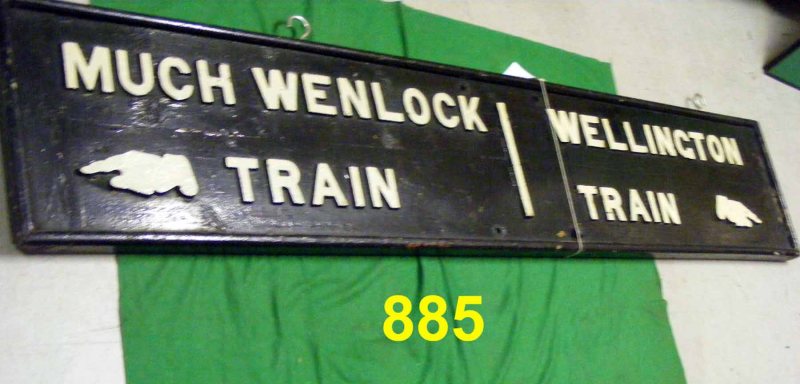 MUCH WENLOCK
TRAIN
WELLINGTON
TRAIN
885